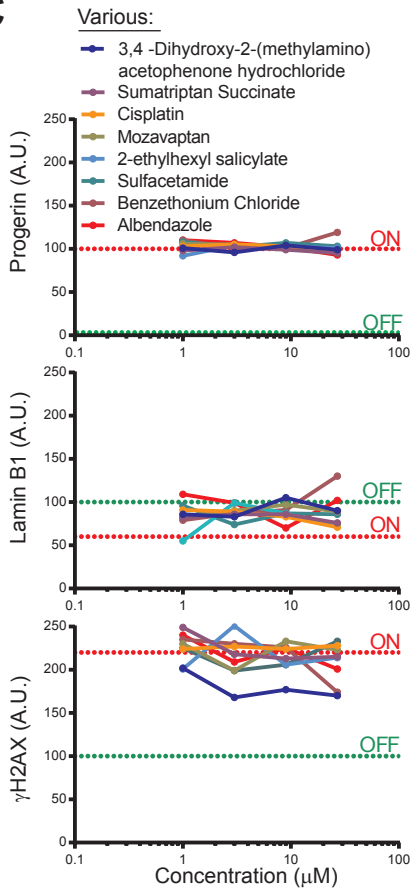 Various:
3,4 -Dihydroxy-2-(methylamino)
acetophenone hydrochloride
Sumatriptan Succinate
Cisplatin
Mozavaptan
2-ethylhexyl salicylate
Sulfacetamide
Benzethonium Chloride
Albendazole
Progerin (A.U.)
250
200
150
100
50
0
ON
OFF
0.1
1
10
100
Lamin B1 (A.U.)
250
200
150
100
50
0
OFF
ON
0.1
1
10
100
γH2AX (A.U.)
250
200
150
100
50
0
ON
OFF
0.1
1
10
100
Concentration (μM)